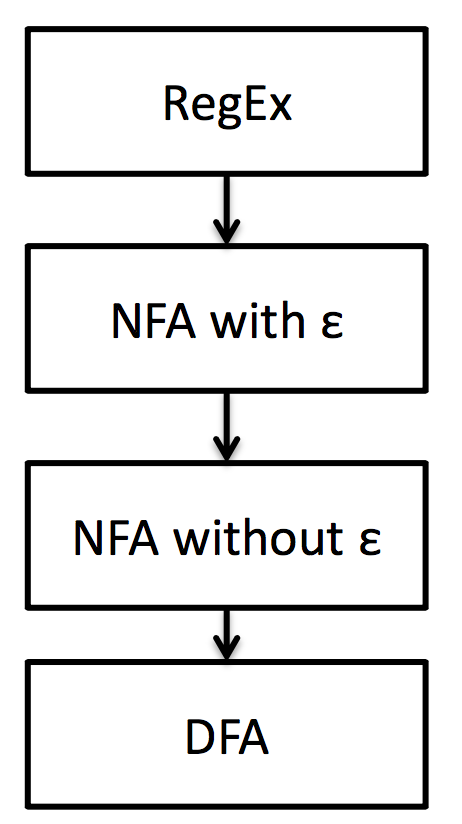 RegEx
NFA with ε
NFA without ε
DFA